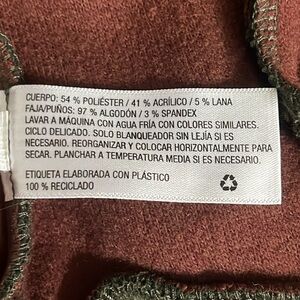 CUERPO: 54 % POLIÉSTER / 41 % ACRÍLICO / 5 % LANA
FAJA/PUÑOS: 97 % ALGODÓN / 3 % SPANDEX
LAVAR A MÁQUINA CON AGUA FRÍA CON COLORES SIMILARES.
CICLO DELICADO. SOLO BLANQUEADOR SIN LEJÍA SI ES
NECESARIO. REORGANIZAR Y COLOCAR HORIZONTALMENTE PARA
SECAR. PLANCHAR A TEMPERATURA MEDIA SI ES NECESARIO.
ETIQUETA ELABORADA CON PLÁSTICO
100 % RECICLADO